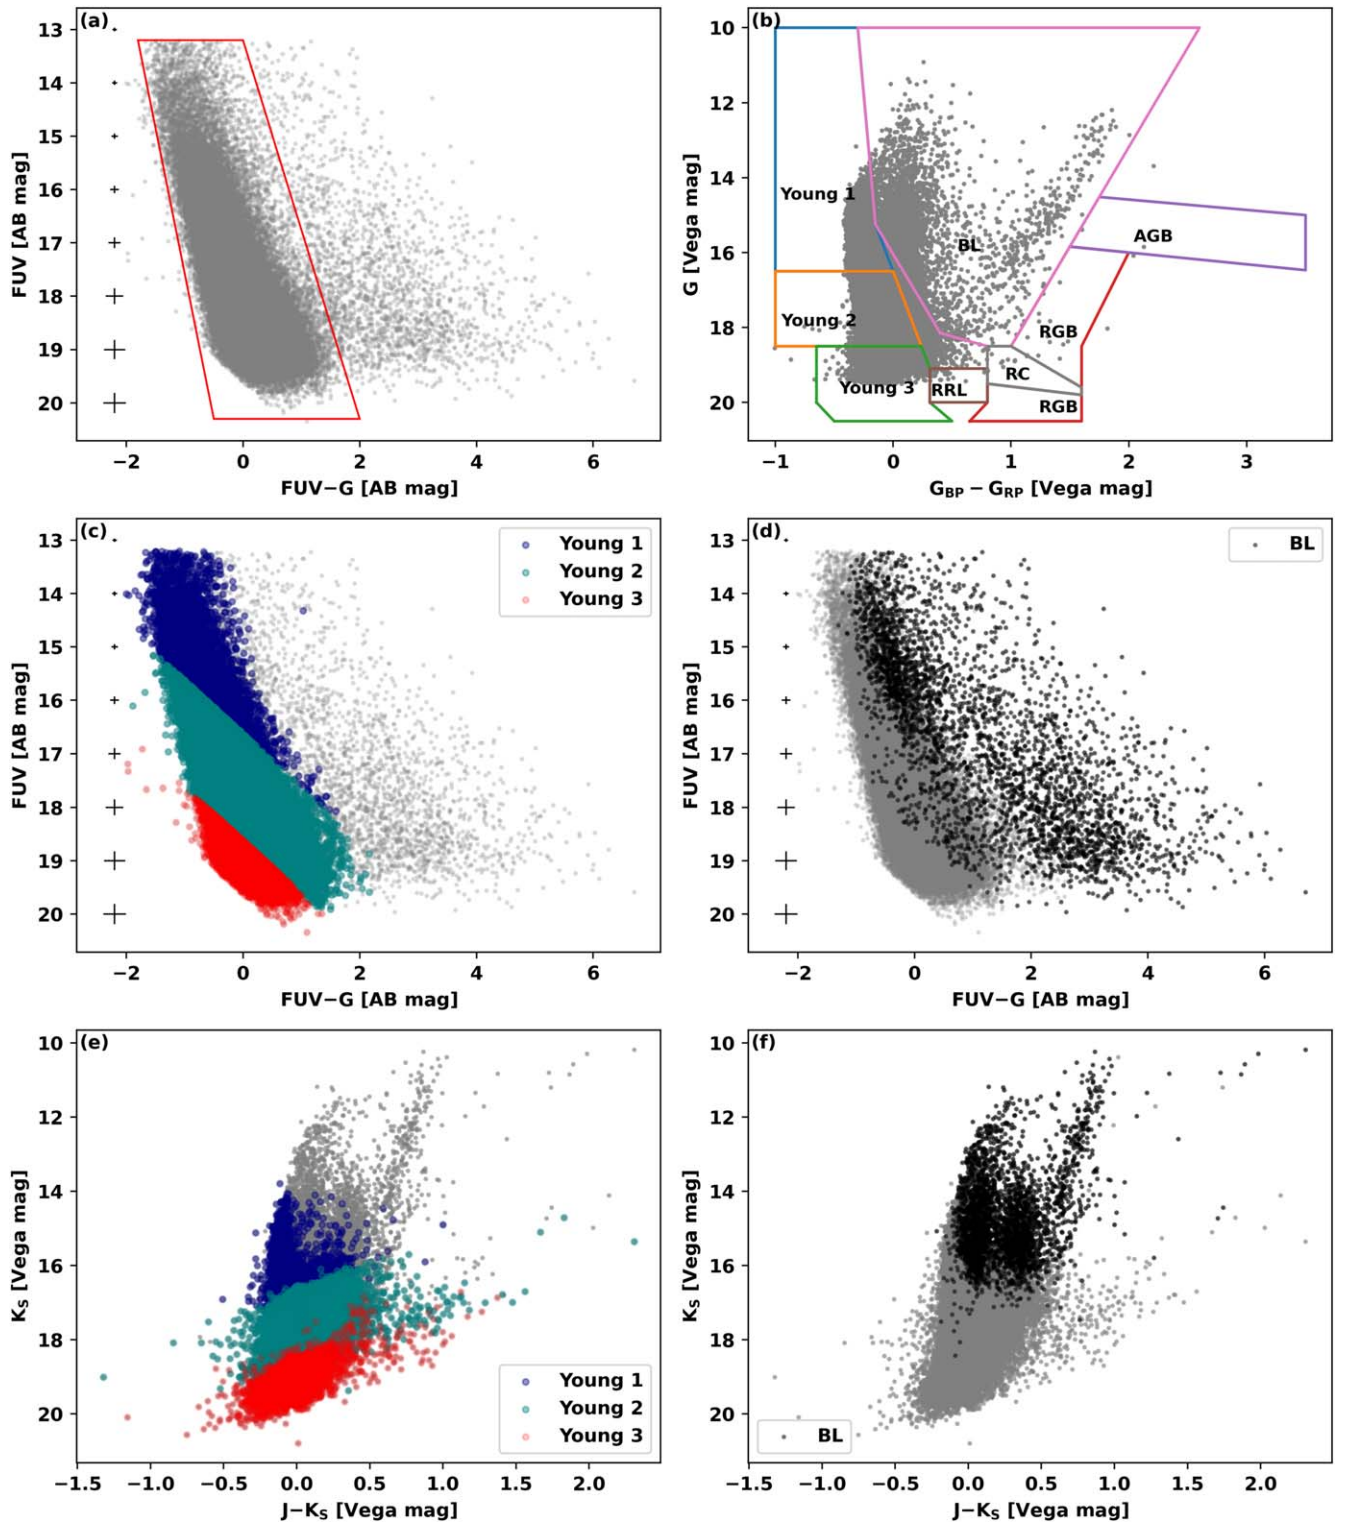 (a)
13
14
15
16
17
18
19
20
FUV [AB mag]
−2 0 2 4 6
FUV−G [AB mag]
(b)
10
12
14
16
18
20
G [Vega mag]
Young 1
BL
AGB
Young 2
RGB
RC
Young 3
RRL
RGB
−1 0 1 2 3
G_BP − G_RP [Vega mag]
(c)
Young 1
Young 2
Young 3
13
14
15
16
17
18
19
20
FUV [AB mag]
−2 0 2 4 6
FUV−G [AB mag]
(d)
BL
13
14
15
16
17
18
19
20
FUV [AB mag]
−2 0 2 4 6
FUV−G [AB mag]
(e)
10
12
14
16
18
20
K_S [Vega mag]
Young 1
Young 2
Young 3
−1.5 −1.0 −0.5 0.0 0.5 1.0 1.5 2.0
J−K_S [Vega mag]
(f)
10
12
14
16
18
20
K_S [Vega mag]
BL
−1.5 −1.0 −0.5 0.0 0.5 1.0 1.5 2.0
J−K_S [Vega mag]